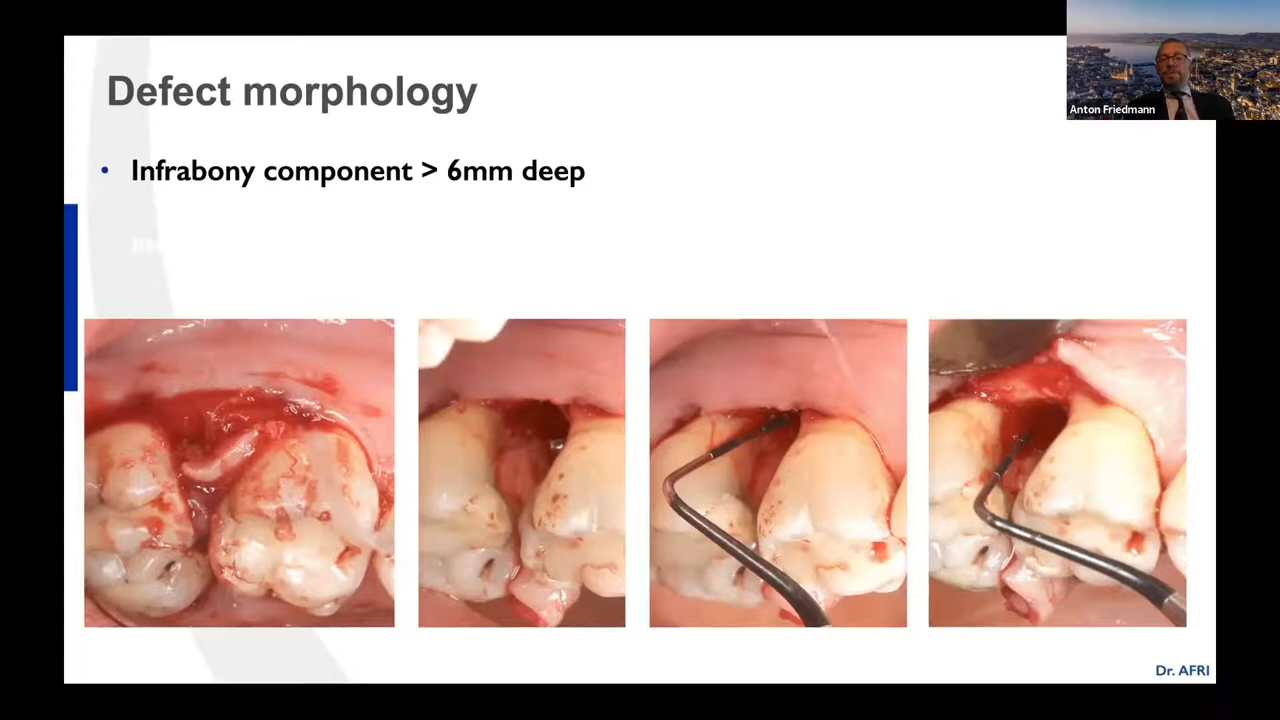 Defect morphology
Anton Friedmann
• Infrabony component > 6mm deep
Dr. AFRI